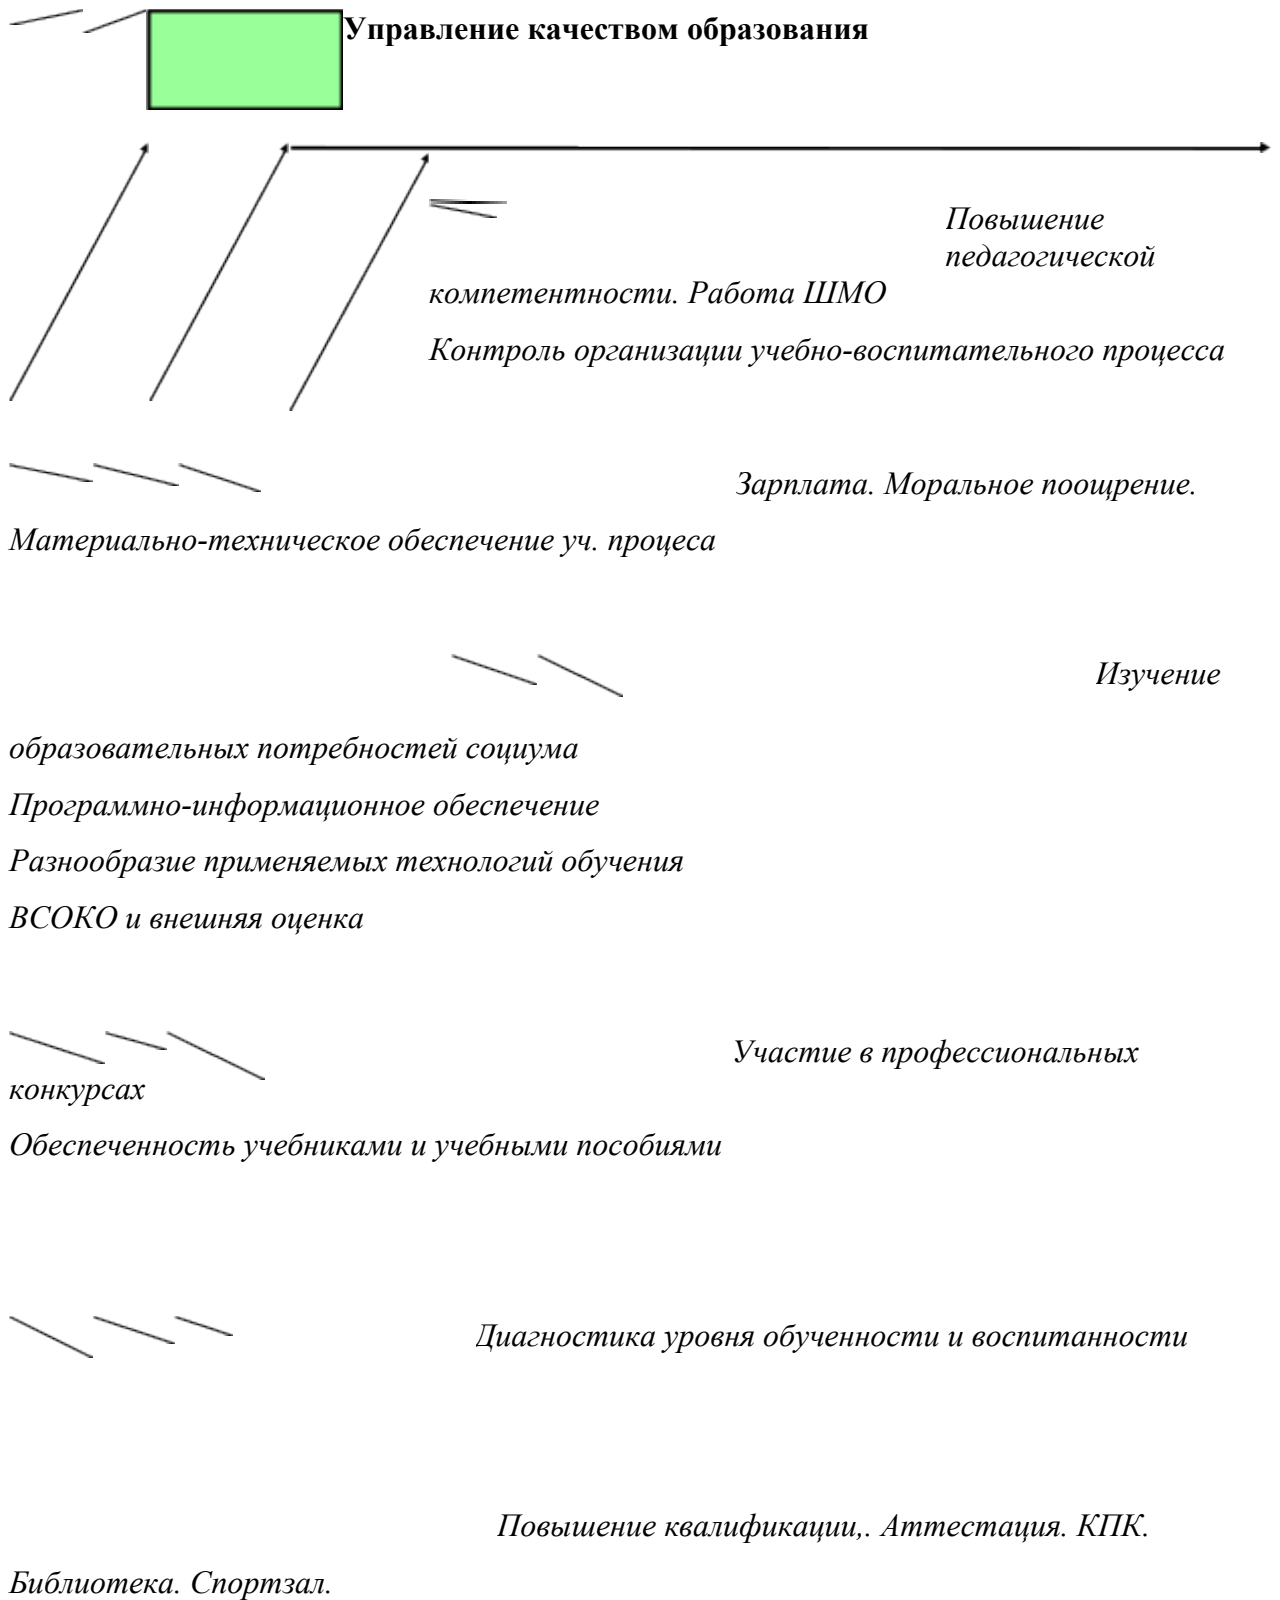 Управление качеством образования
Повышение
педагогической
компетентности. Работа ШМО
Контроль организации учебно-воспитательного процесса
Зарплата. Моральное поощрение.
Материально-техническое обеспечение уч. процеса
Изучение
образовательных потребностей социума
Программно-информационное обеспечение
Разнообразие применяемых технологий обучения
ВСОКО и внешняя оценка
Участие в профессиональных
конкурсах
Обеспеченность учебниками и учебными пособиями
Диагностика уровня обученности и воспитанности
Повышение квалификации,. Аттестация. КПК.
Библиотека. Спортзал.